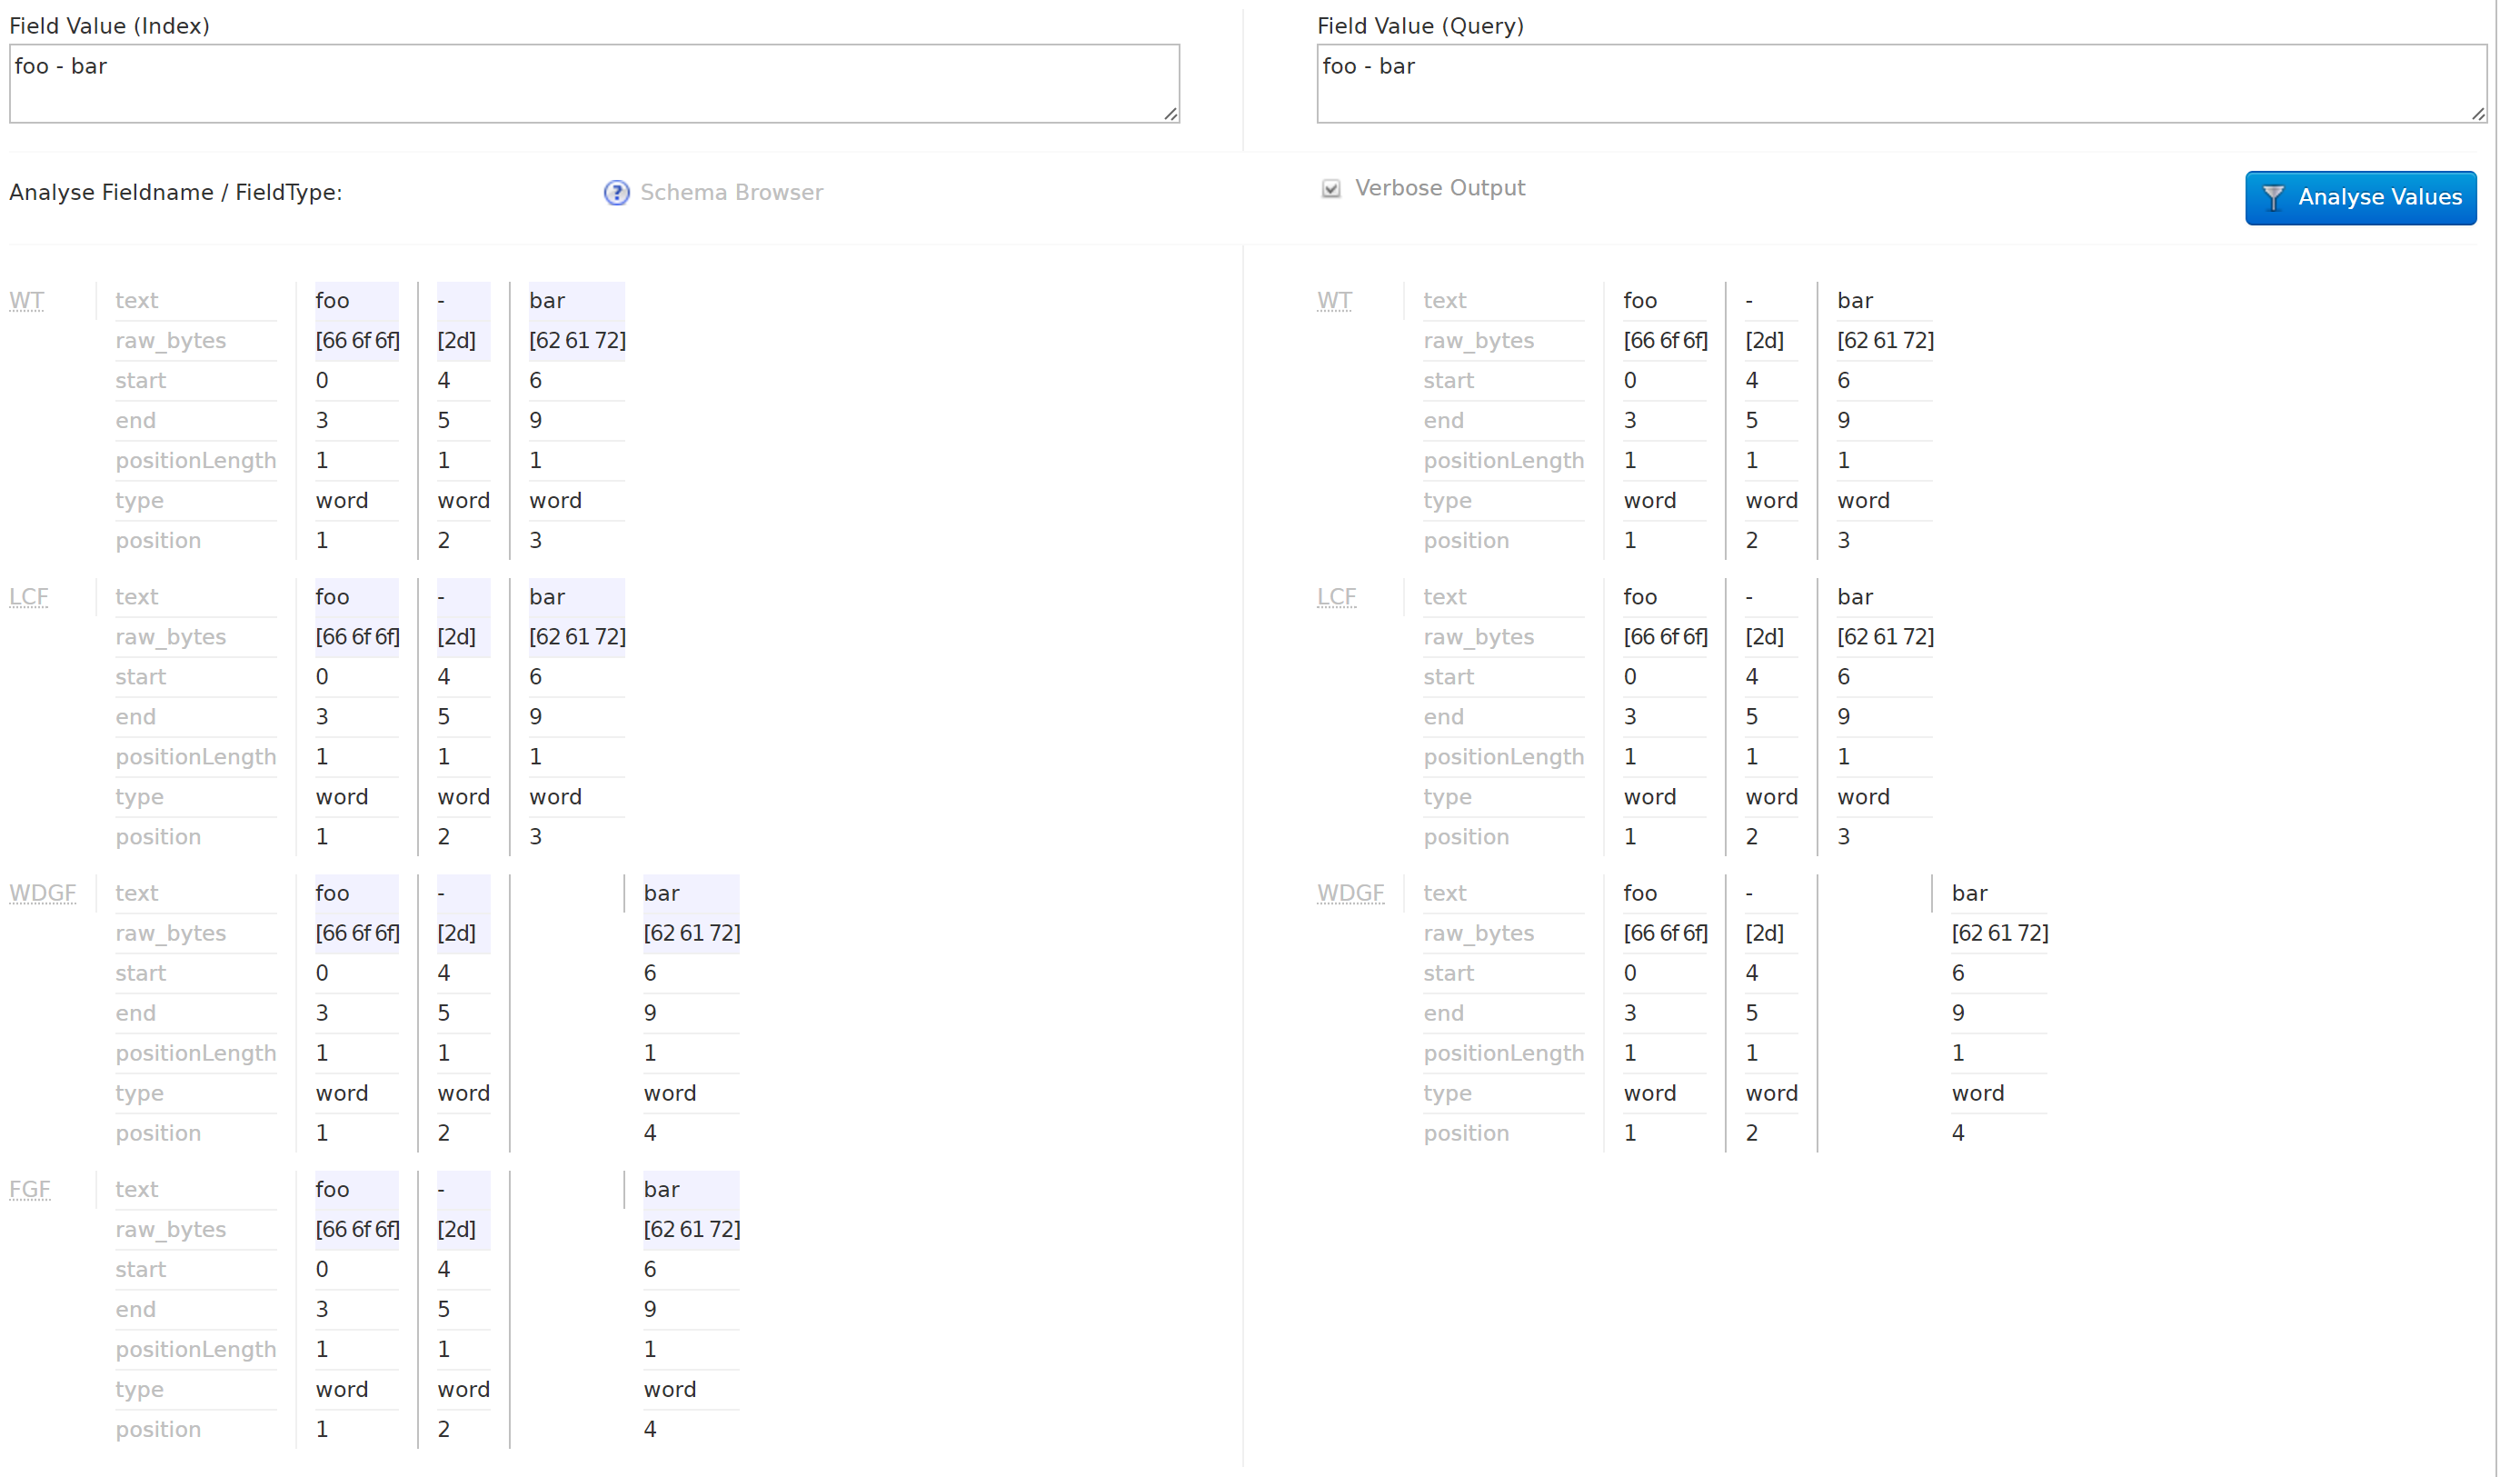 Field Value (Index) Field Value (Query)
foo - bar foo - bar
Analyse Fieldname / FieldType: ? Schema Browser Verbose Output Analyse Values
WT text foo - bar WT text foo - bar
raw_bytes [66 6f 6f] [2d] [62 61 72] raw_bytes [66 6f 6f] [2d] [62 61 72]
start 0 4 6 start 0 4 6
end 3 5 9 end 3 5 9
positionLength 1 1 1 positionLength 1 1 1
type word word word type word word word
position 1 2 3 position 1 2 3
LCF text foo - bar LCF text foo - bar
raw_bytes [66 6f 6f] [2d] [62 61 72] raw_bytes [66 6f 6f] [2d] [62 61 72]
start 0 4 6 start 0 4 6
end 3 5 9 end 3 5 9
positionLength 1 1 1 positionLength 1 1 1
type word word word type word word word
position 1 2 3 position 1 2 3
WDGF text foo - bar WDGF text foo - bar
raw_bytes [66 6f 6f] [2d] [62 61 72] raw_bytes [66 6f 6f] [2d] [62 61 72]
start 0 4 6 start 0 4 6
end 3 5 9 end 3 5 9
positionLength 1 1 1 positionLength 1 1 1
type word word word type word word word
position 1 2 4 position 1 2 4
FGF text foo - bar
raw_bytes [66 6f 6f] [2d] [62 61 72]
start 0 4 6
end 3 5 9
positionLength 1 1 1
type word word word
position 1 2 4